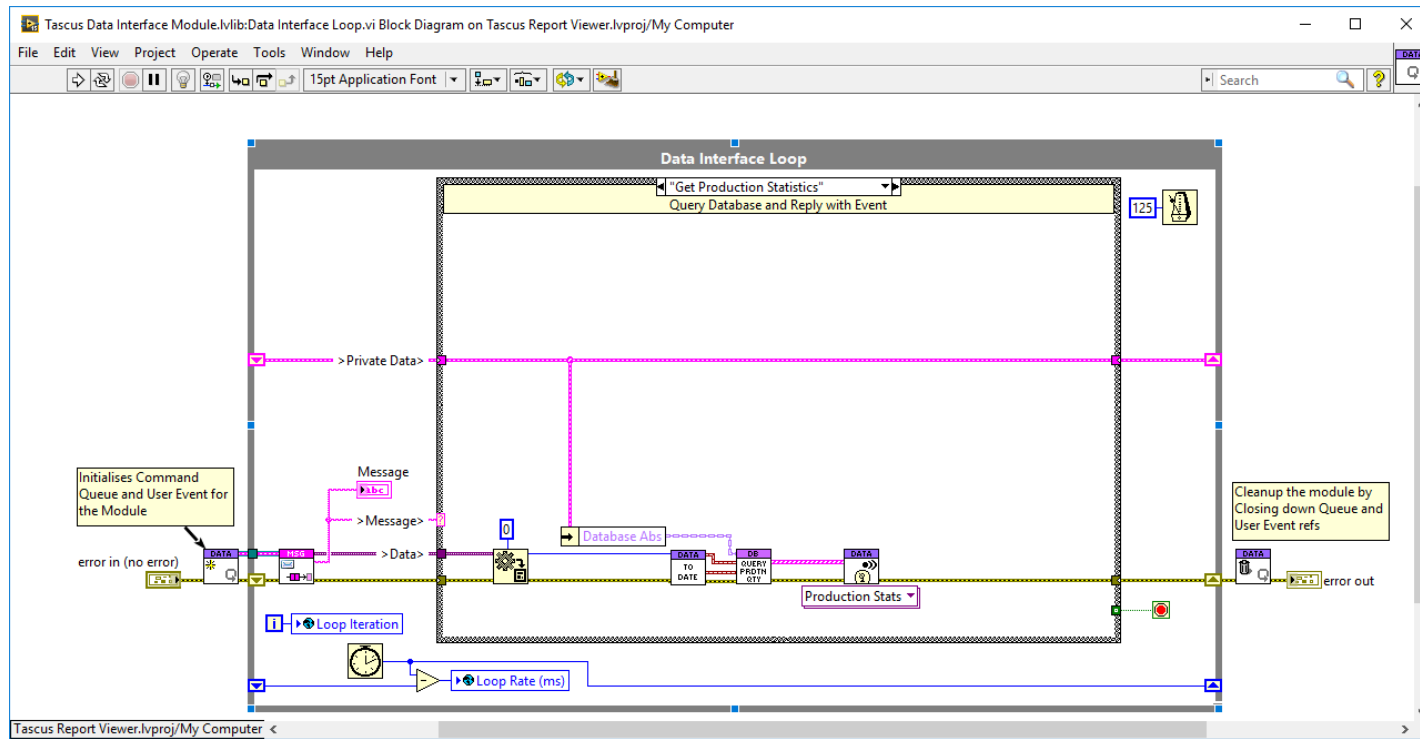 Tascus Data Interface Module.lvlib:Data Interface Loop.vi Block Diagram on Tascus Report Viewer.lvproj/My Computer
File Edit View Project Operate Tools Window Help
15pt Application Font
Search
DATA
Data Interface Loop
"Get Production Statistics"
Query Database and Reply with Event
125
>Private Data>
Message
abc
>Message>
?
>Data>
Initialises Command
Queue and User Event for
the Module
error in (no error)
DATA
MSG
0
Database Abs
DATA
TO
DATE
DB
QUERY
PRDTN
QTY
DATA
Production Stats
Cleanup the module by
Closing down Queue and
User Event refs
DATA
error out
i
Loop Iteration
Loop Rate (ms)
Tascus Report Viewer.lvproj/My Computer